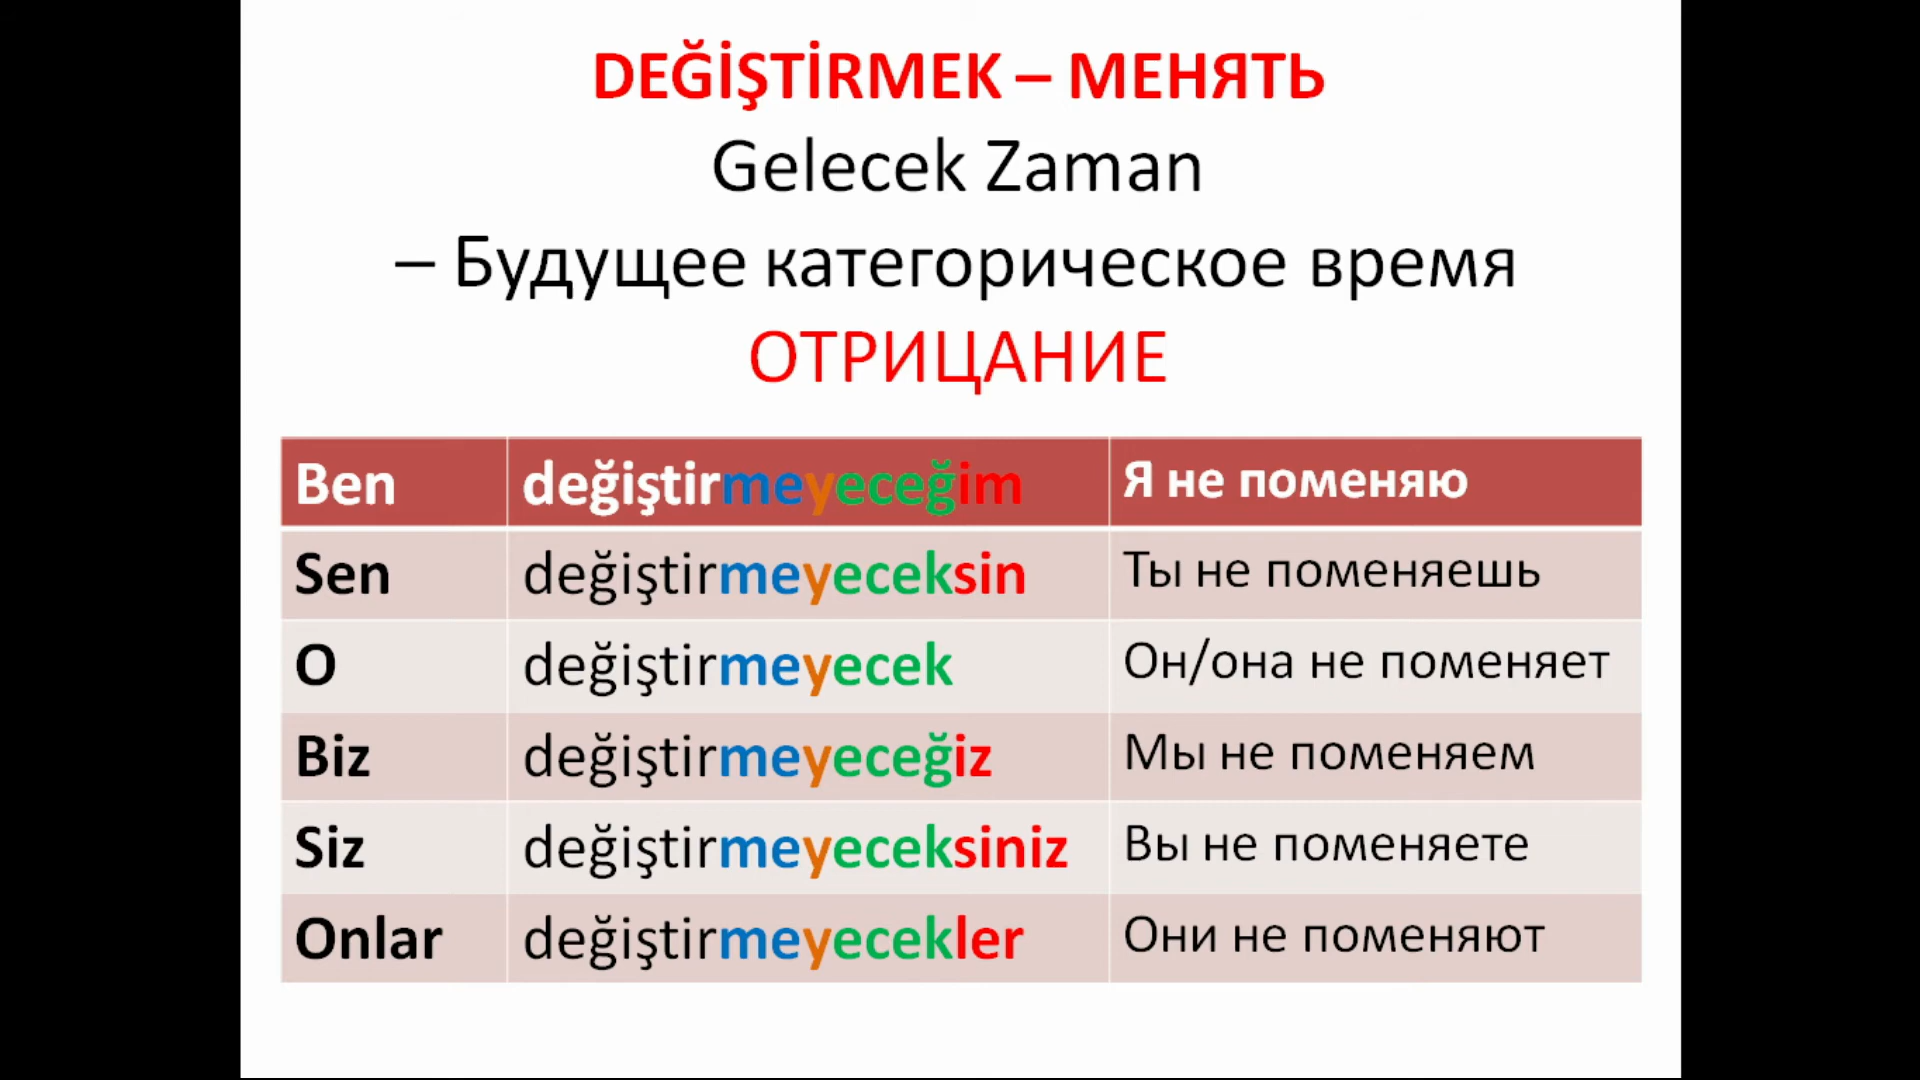 DEĞİŞTİRMEK – МЕНЯТЬ
Gelecek Zaman
– Будущее категорическое время
ОТРИЦАНИЕ
Ben değiştirmeyeceğim Я не поменяю
Sen değiştirmeyeceksin Ты не поменяешь
O değiştirmeyecek Он/она не поменяет
Biz değiştirmeyeceğiz Мы не поменяем
Siz değiştirmeyeceksiniz Вы не поменяете
Onlar değiştirmeyecekler Они не поменяют